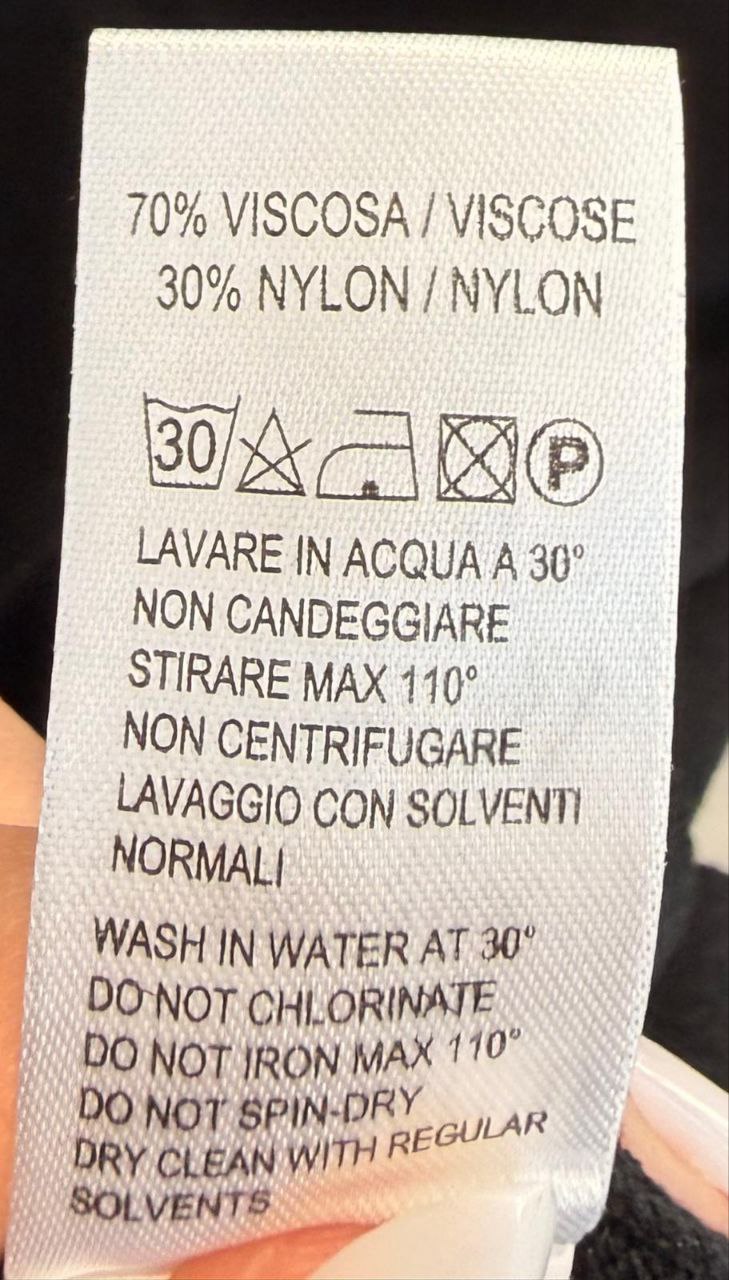 70% VISCOSA / VISCOSE
30% NYLON / NYLON
30 P
LAVARE IN ACQUA A 30°
NON CANDEGGIARE
STIRARE MAX 110°
NON CENTRIFUGARE
LAVAGGIO CON SOLVENTI
NORMALI
WASH IN WATER AT 30°
DO NOT CHLORINATE
DO NOT IRON MAX 110°
DO NOT SPIN-DRY
DRY CLEAN WITH REGULAR
SOLVENTS